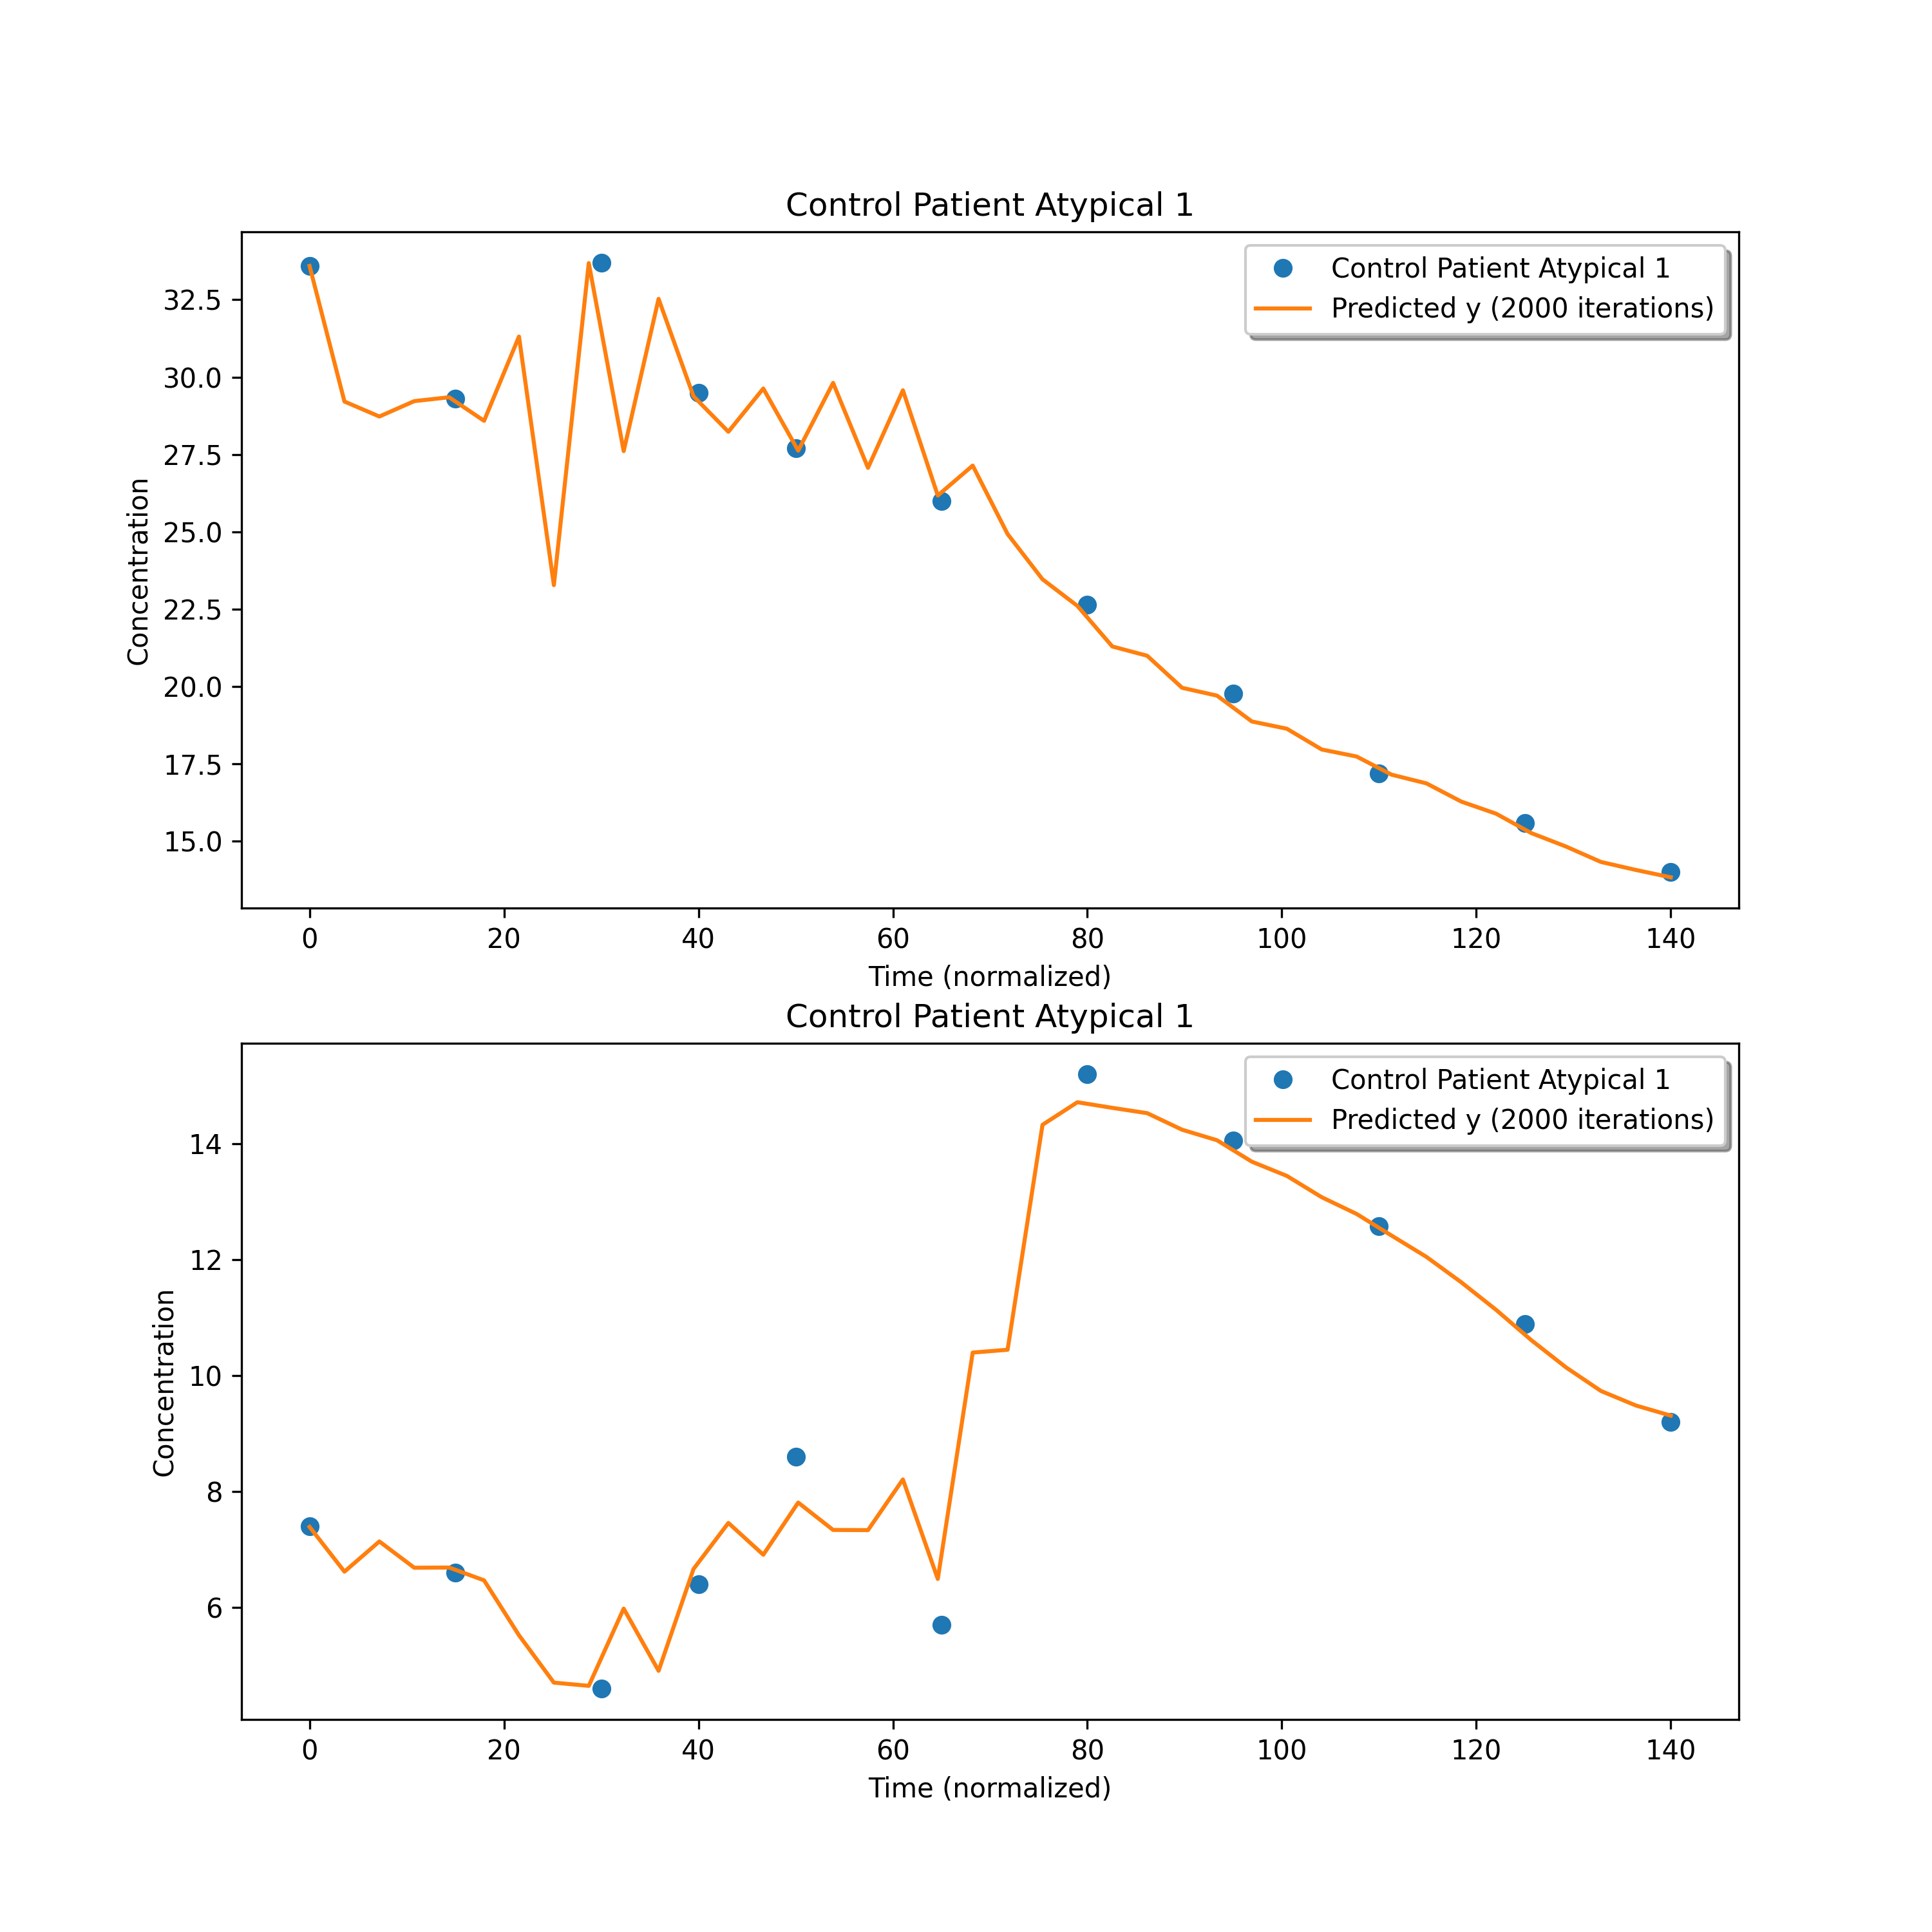 Control Patient Atypical 1
Control Patient Atypical 1
Predicted y (2000 iterations)
32.5
30.0
27.5
25.0
22.5
20.0
17.5
15.0
Concentration
0 20 40 60 80 100 120 140
Time (normalized)
Control Patient Atypical 1
Control Patient Atypical 1
Predicted y (2000 iterations)
14
12
10
8
6
Concentration
0 20 40 60 80 100 120 140
Time (normalized)